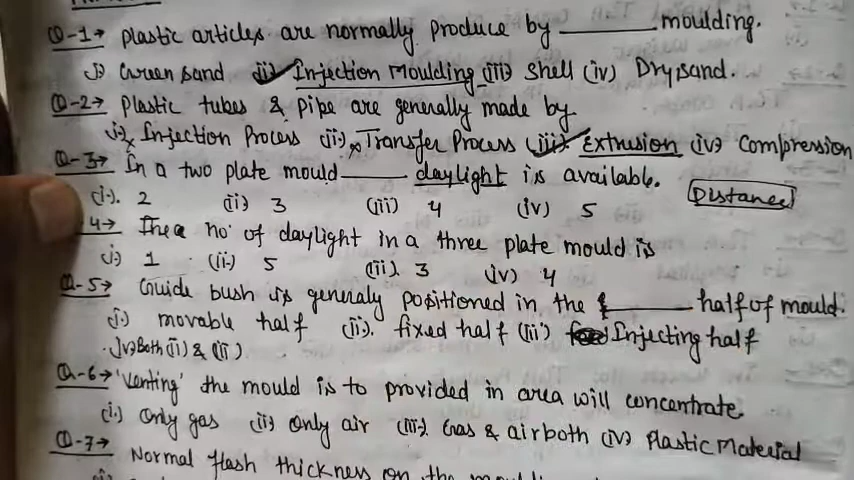 Q-1→ plastic articles are normally produce by ______ moulding.
(i) Green sand (ii) Injection Moulding (iii) Shell (iv) Dry sand.
Q-2→ Plastic tubes & pipe are generally made by
(i) Injection Process (ii) Transfer Process (iii) Extrusion (iv) Compression
Q-3→ In a two plate mould ______ daylight is available.
Distance
(i). 2 (ii) 3 (iii) 4 (iv) 5
4→ The no. of daylight in a three plate mould is
(i) 1 (ii) 5 (iii) 3 (iv) 4
Q-5→ Guide bush is generaly positioned in the ______ half of mould.
(i) movable half (ii). fixed half (iii) Injecting half
(iv) Both (i) & (ii)
Q-6→ 'Venting' the mould is to provided in area will concentrate.
(i.) Only gas (ii) Only air (iii) Gas & air both (iv) Plastic Material
Q-7→ Normal flash thickness on the